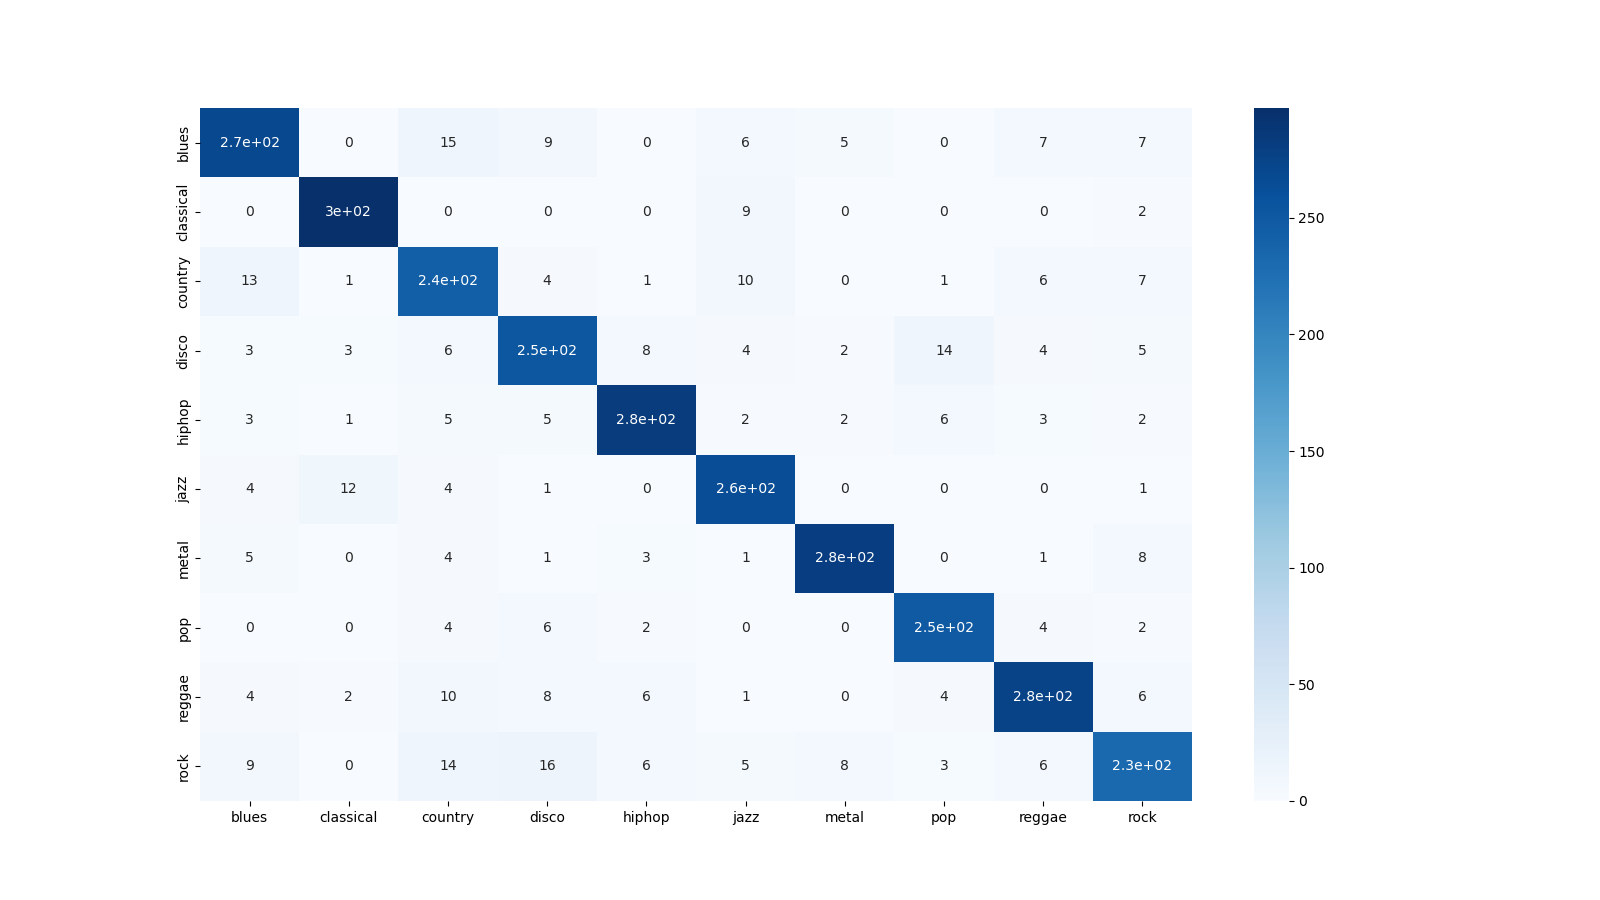 blues 2.7e+02 0 15 9 0 6 5 0 7 7
classical 0 3e+02 0 0 0 9 0 0 0 2
250
country 13 1 2.4e+02 4 1 10 0 1 6 7
200
disco 3 3 6 2.5e+02 8 4 2 14 4 5
hiphop 3 1 5 5 2.8e+02 2 2 6 3 2
150
jazz 4 12 4 1 0 2.6e+02 0 0 0 1
metal 5 0 4 1 3 1 2.8e+02 0 1 8
100
pop 0 0 4 6 2 0 0 2.5e+02 4 2
50
reggae 4 2 10 8 6 1 0 4 2.8e+02 6
rock 9 0 14 16 6 5 8 3 6 2.3e+02
0
blues classical country disco hiphop jazz metal pop reggae rock